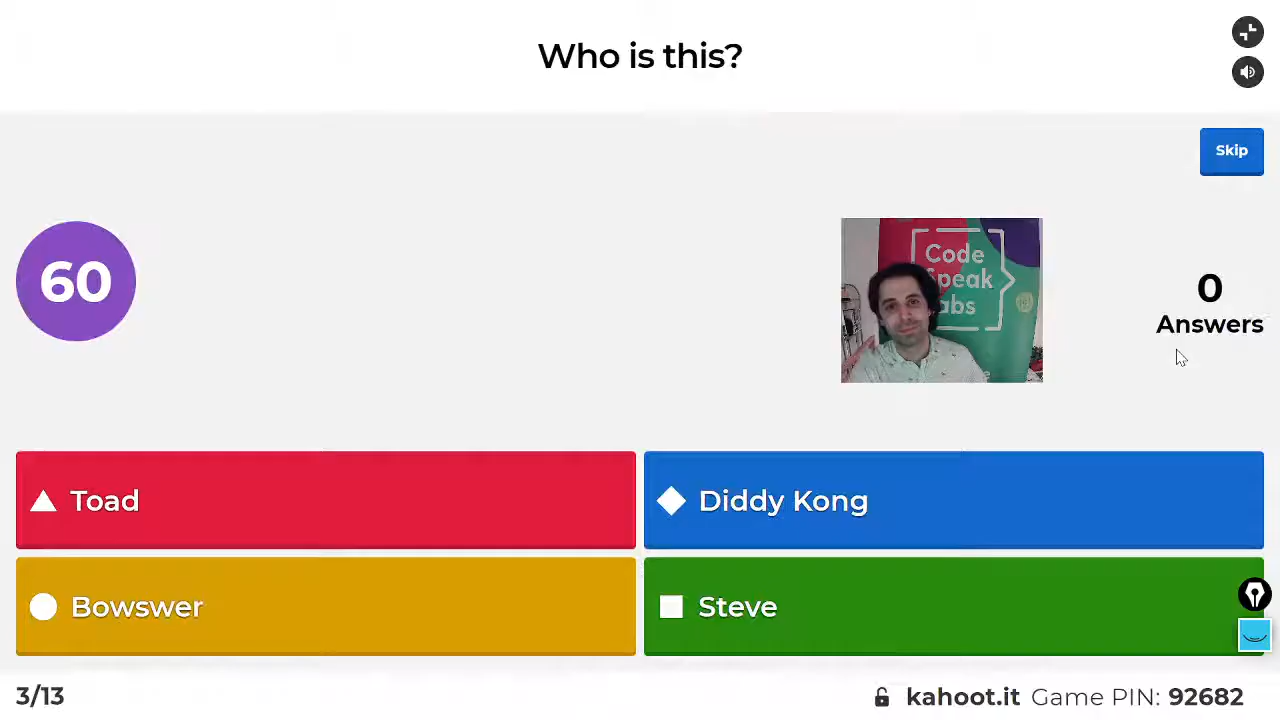 Who is this?
Skip
60
Code
Speak
Labs
0
Answers
Toad
Diddy Kong
Bowswer
Steve
3/13
kahoot.it Game PIN: 92682